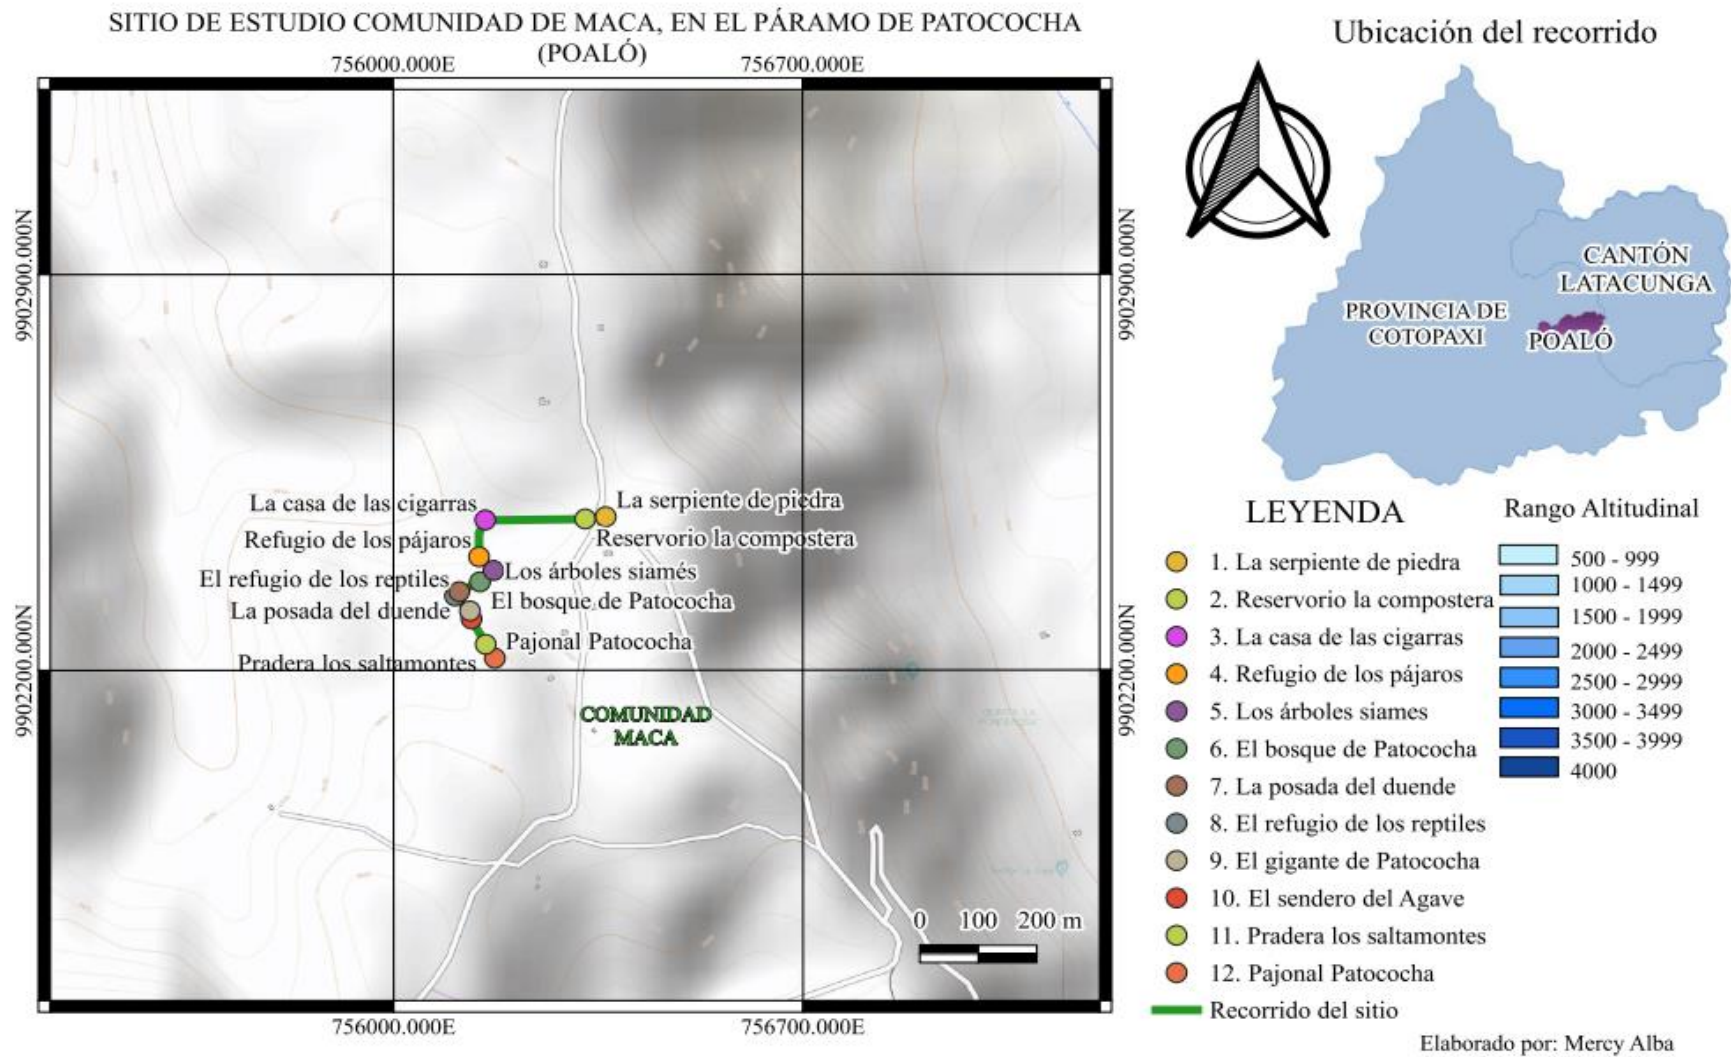 SITIO DE ESTUDIO COMUNIDAD DE MACA, EN EL PÁRAMO DE PATOCOCHA
(POALÓ)
756000.000E
756700.000E
9902900.000N
9902900.000N
La casa de las cigarras
La serpiente de piedra
Refugio de los pájaros
Reservorio la compostera
El refugio de los reptiles
Los árboles siamés
La posada del duende
El bosque de Patococha
Pajonal Patococha
Pradera los saltamontes
9902200.000N
9902200.000N
COMUNIDAD
MACA
0 100 200 m
756000.000E
756700.000E
Ubicación del recorrido
CANTÓN
LATACUNGA
PROVINCIA DE
COTOPAXI
POALÓ
LEYENDA
1. La serpiente de piedra
2. Reservorio la compostera
3. La casa de las cigarras
4. Refugio de los pájaros
5. Los árboles siames
6. El bosque de Patococha
7. La posada del duende
8. El refugio de los reptiles
9. El gigante de Patococha
10. El sendero del Agave
11. Pradera los saltamontes
12. Pajonal Patococha
Recorrido del sitio
Rango Altitudinal
500 - 999
1000 - 1499
1500 - 1999
2000 - 2499
2500 - 2999
3000 - 3499
3500 - 3999
4000
Elaborado por: Mercy Alba